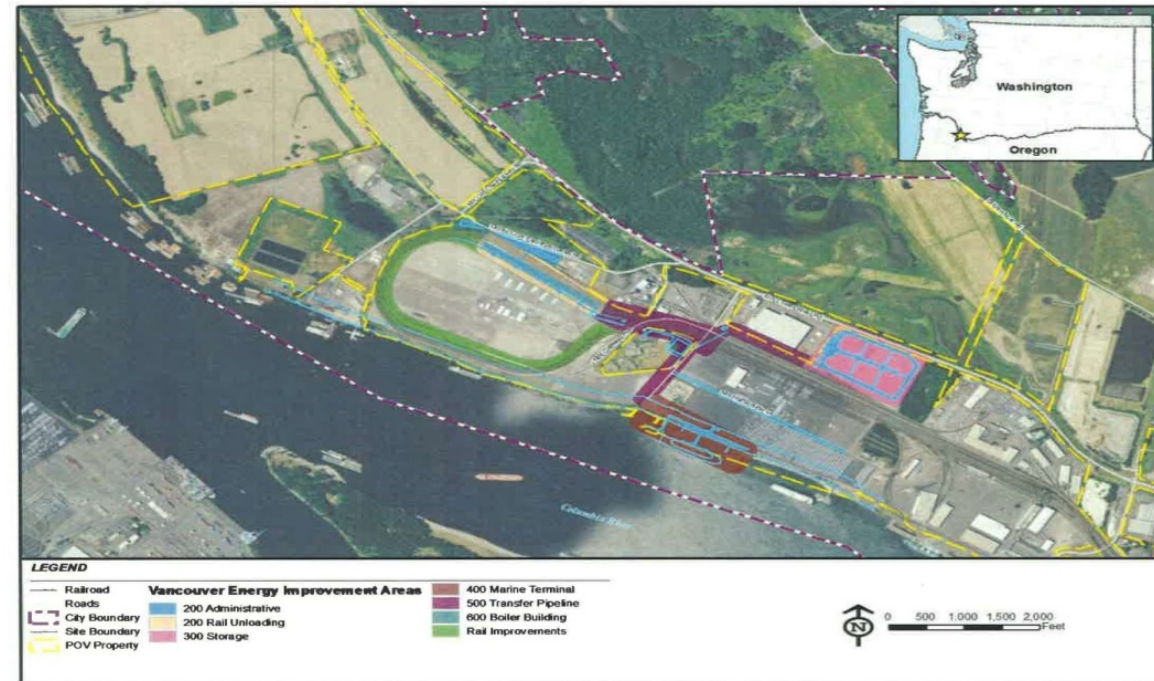 Washington
Oregon
Columbia River
LEGEND
Railroad
Roads
City Boundary
Site Boundary
POV Property
Vancouver Energy Improvement Areas
200 Administrative
200 Rail Unloading
300 Storage
400 Marine Terminal
500 Transfer Pipeline
600 Boiler Building
Rail Improvements
N
0 500 1,000 1,500 2,000
Feet